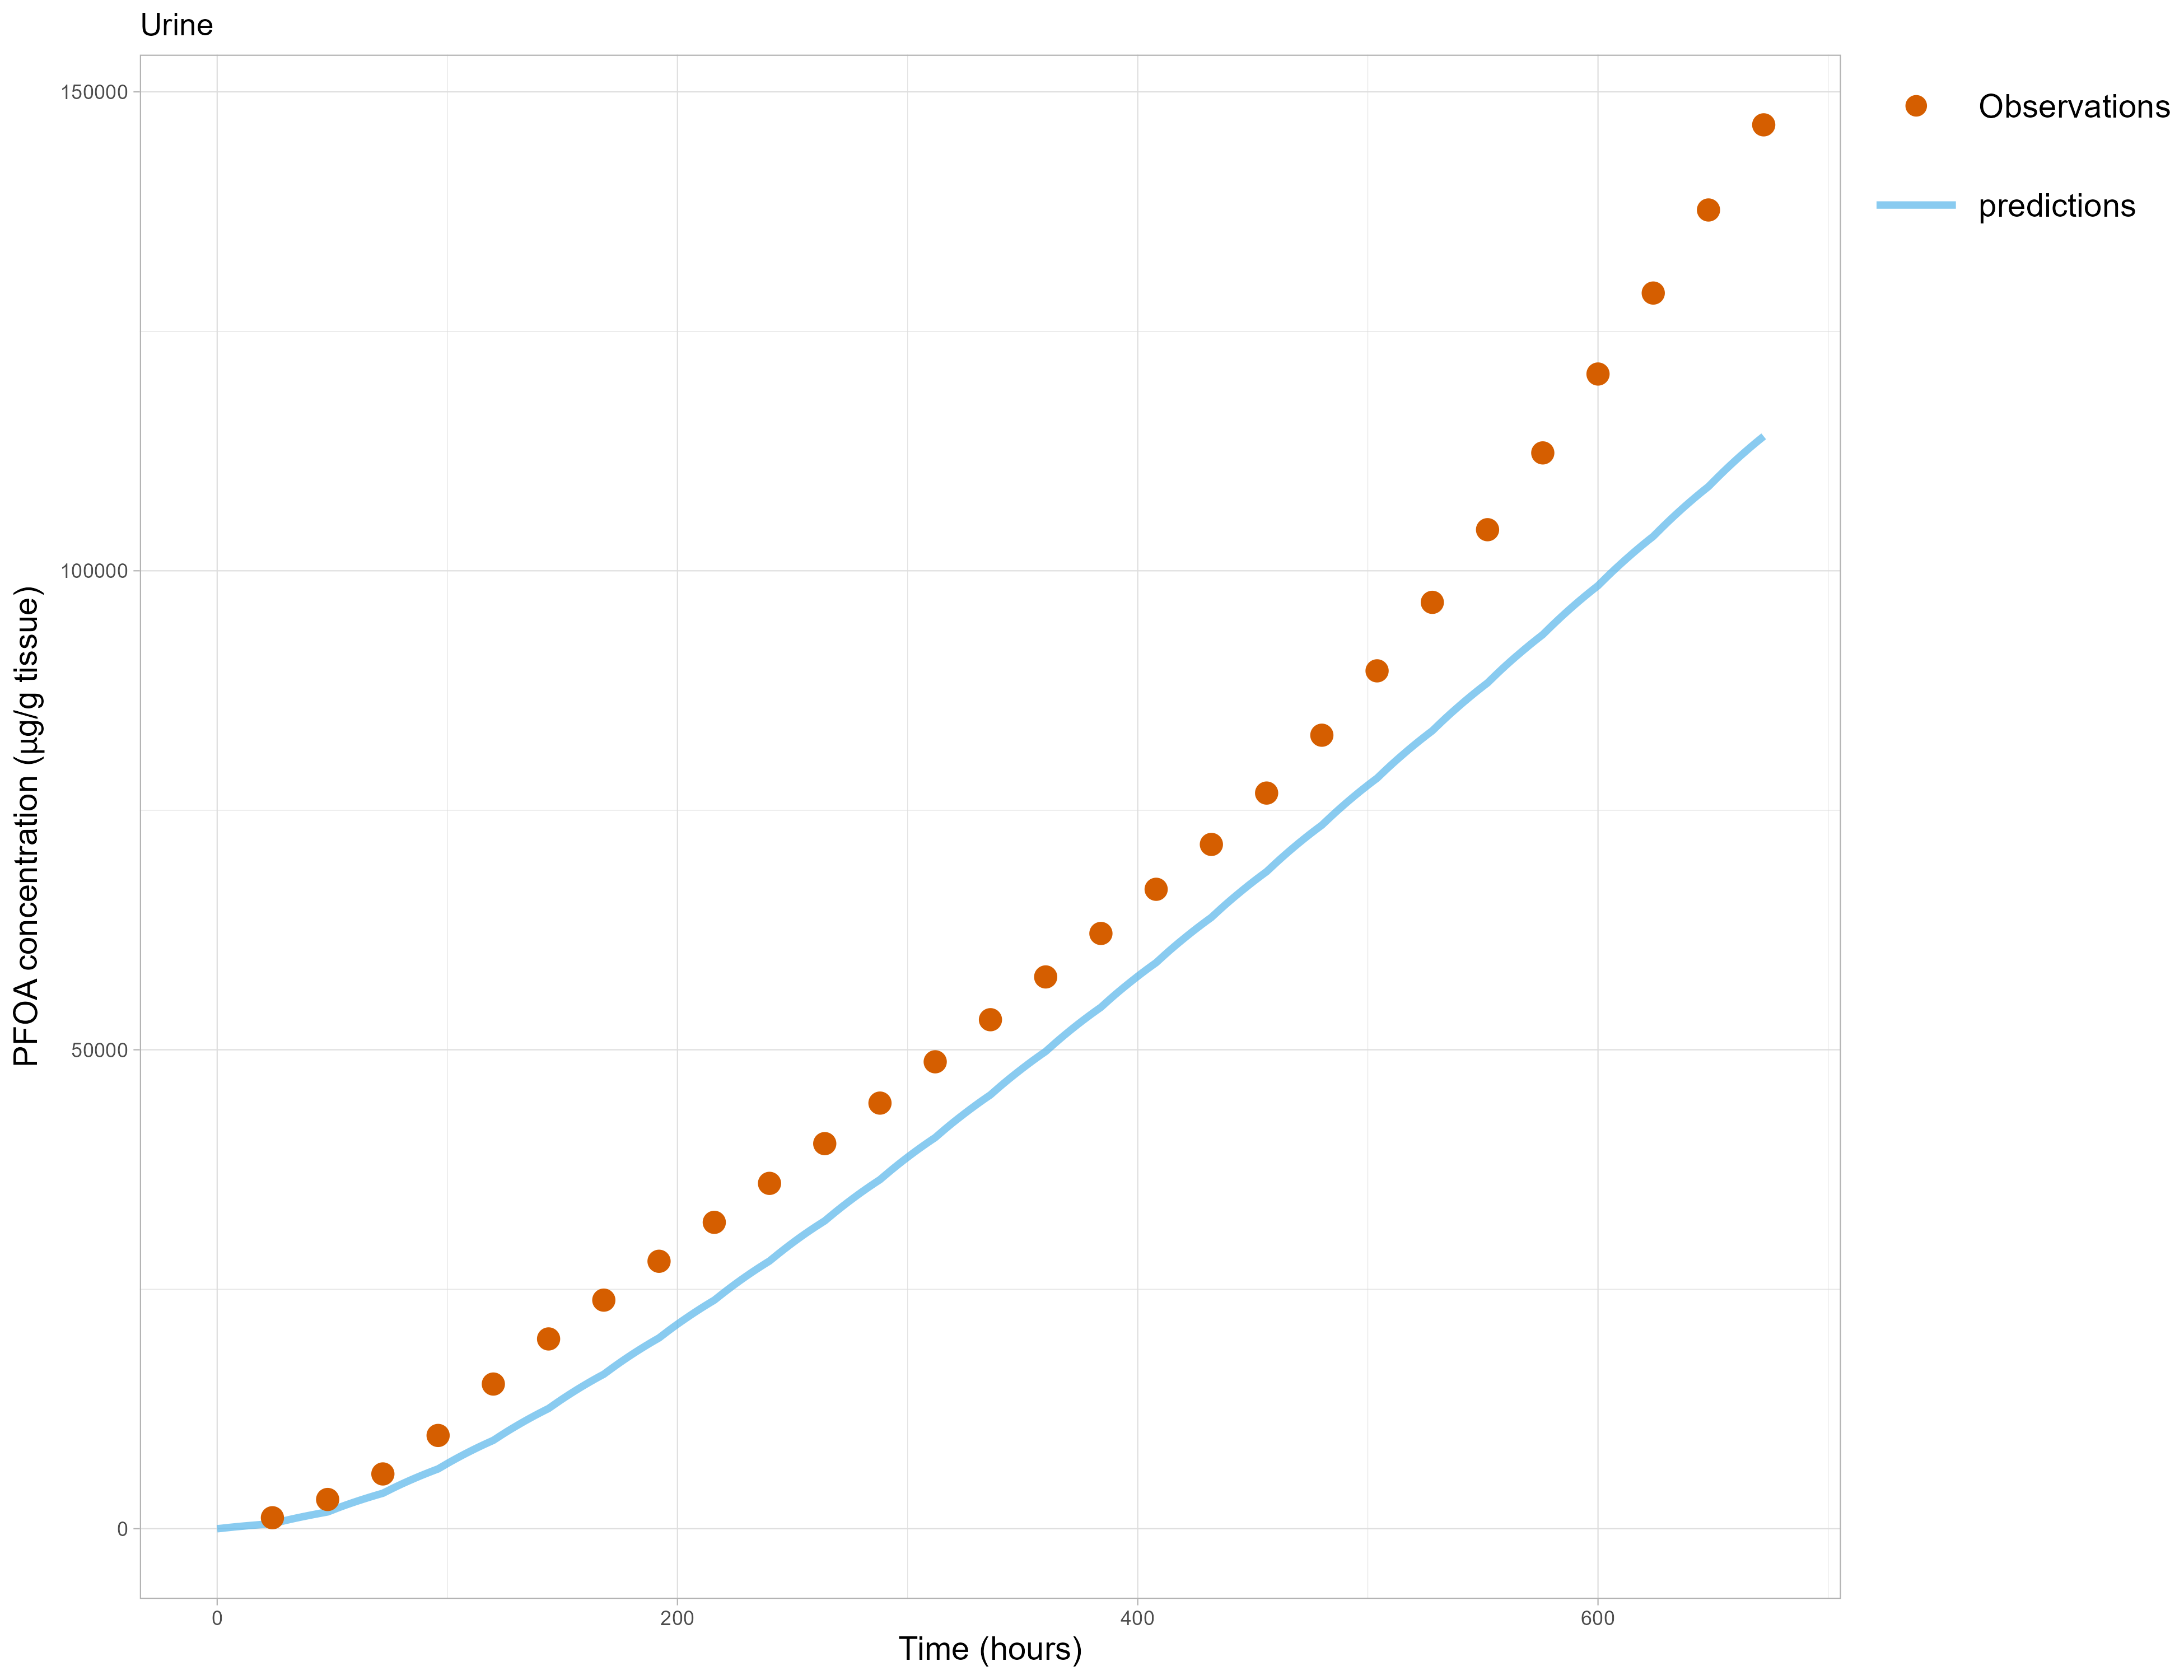 Urine
150000
100000
50000
0
0
200
400
600
Time (hours)
PFOA concentration (µg/g tissue)
Observations
predictions